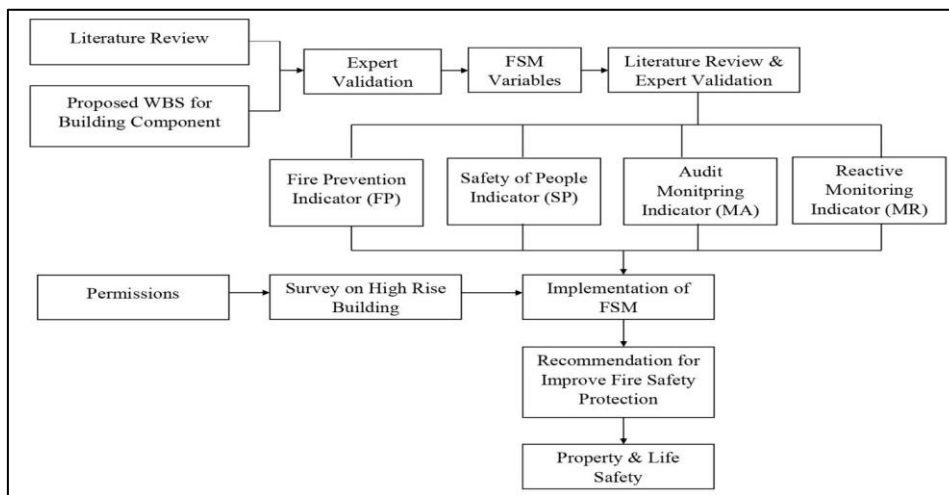 Literature Review
Proposed WBS for
Building Component
Expert
Validation
FSM
Variables
Literature Review &
Expert Validation
Fire Prevention
Indicator (FP)
Safety of People
Indicator (SP)
Audit
Monitpring
Indicator (MA)
Reactive
Monitoring
Indicator (MR)
Permissions
Survey on High Rise
Building
Implementation of
FSM
Recommendation for
Improve Fire Safety
Protection
Property & Life
Safety